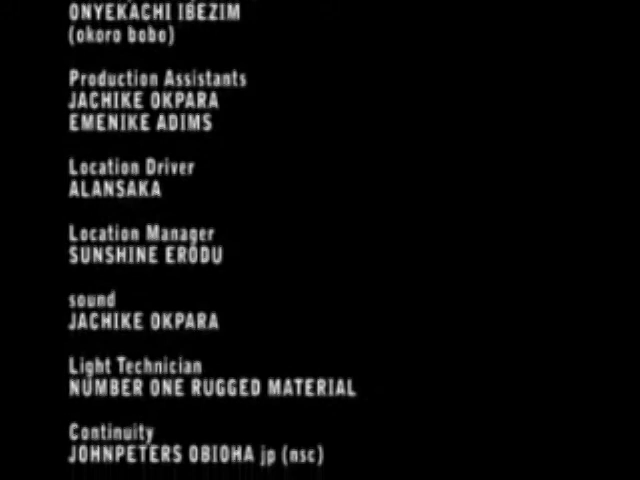 ONYEKACHI IBEZIM
(okoro bobo)
Production Assistants
JACHIKE OKPARA
EMENIKE ADIMS
Location Driver
ALANSAKA
Location Manager
SUNSHINE ERODU
sound
JACHIKE OKPARA
Light Technician
NUMBER ONE RUGGED MATERIAL
Continuity
JOHNPETERS OBIOHA jp (nsc)